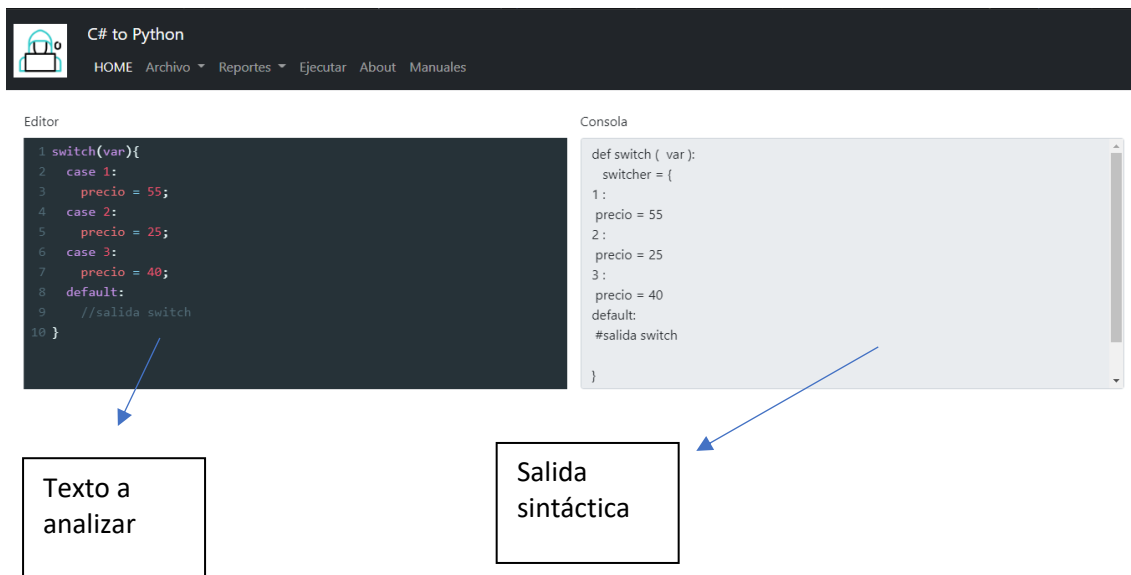 C# to Python
HOME Archivo Reportes Ejecutar About Manuales
Editor
1 switch(var){
2 case 1:
3 precio = 55;
4 case 2:
5 precio = 25;
6 case 3:
7 precio = 40;
8 default:
9 //salida switch
10 }
Consola
def switch ( var ):
switcher = {
1 :
precio = 55
2 :
precio = 25
3 :
precio = 40
default:
#salida switch
}
Texto a
analizar
Salida
sintáctica